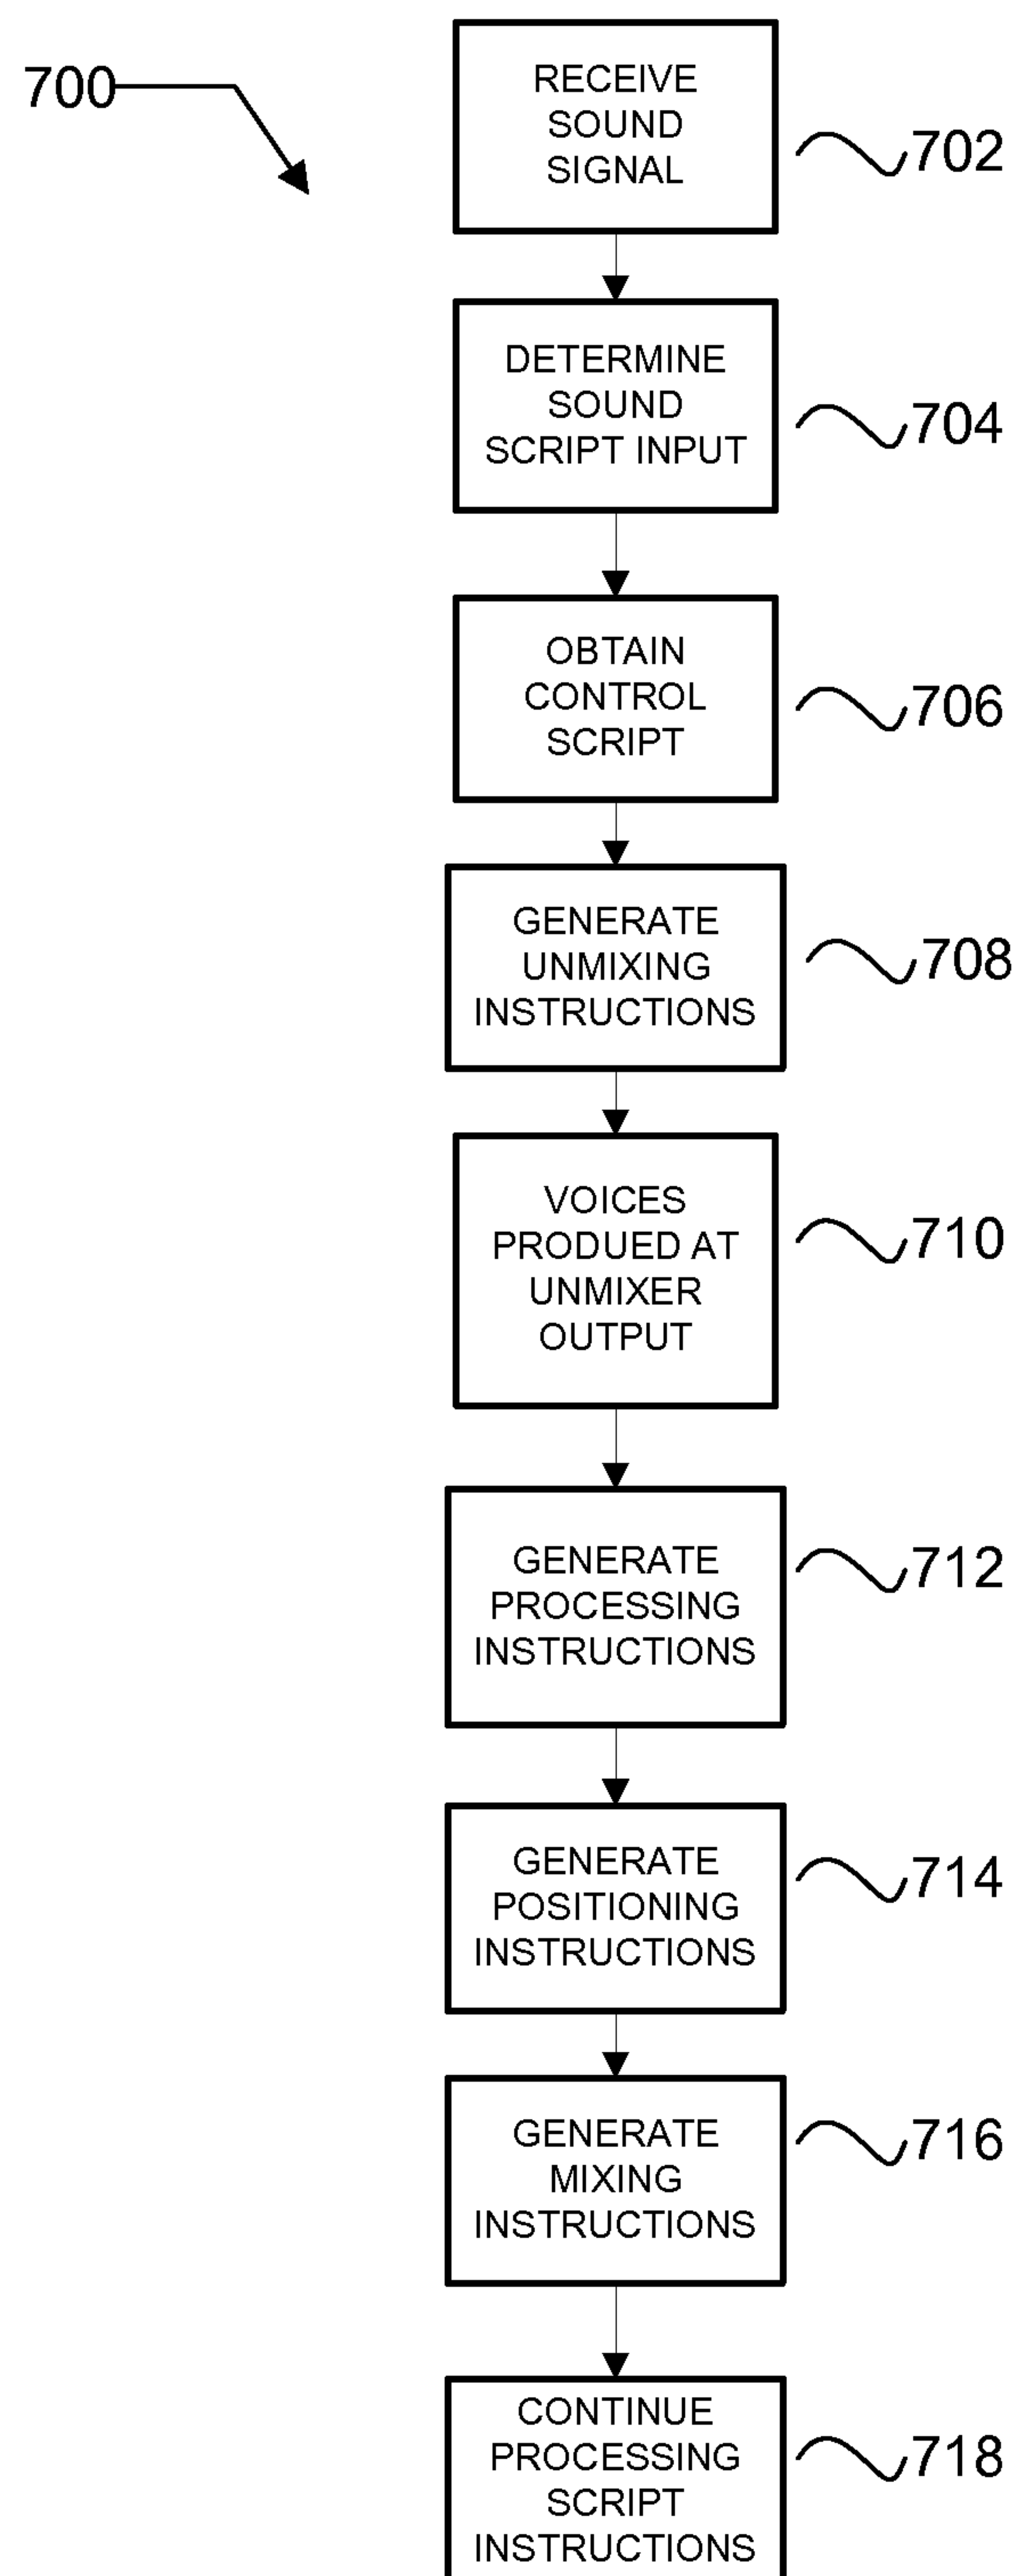 700
RECEIVE
SOUND
SIGNAL
702
DETERMINE
SOUND
SCRIPT INPUT
704
OBTAIN
CONTROL
SCRIPT
706
GENERATE
UNMIXING
INSTRUCTIONS
708
VOICES
PRODUED AT
UNMIXER
OUTPUT
710
GENERATE
PROCESSING
INSTRUCTIONS
712
GENERATE
POSITIONING
INSTRUCTIONS
714
GENERATE
MIXING
INSTRUCTIONS
716
CONTINUE
PROCESSING
SCRIPT
INSTRUCTIONS
718